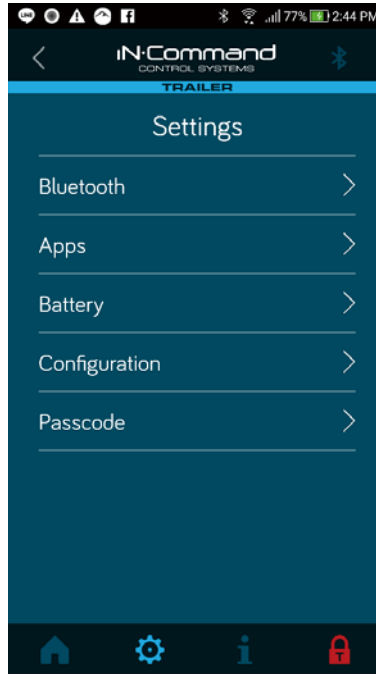 77% 2:44 PM
iN·Command
CONTROL SYSTEMS
TRAILER
Settings
Bluetooth
Apps
Battery
Configuration
Passcode